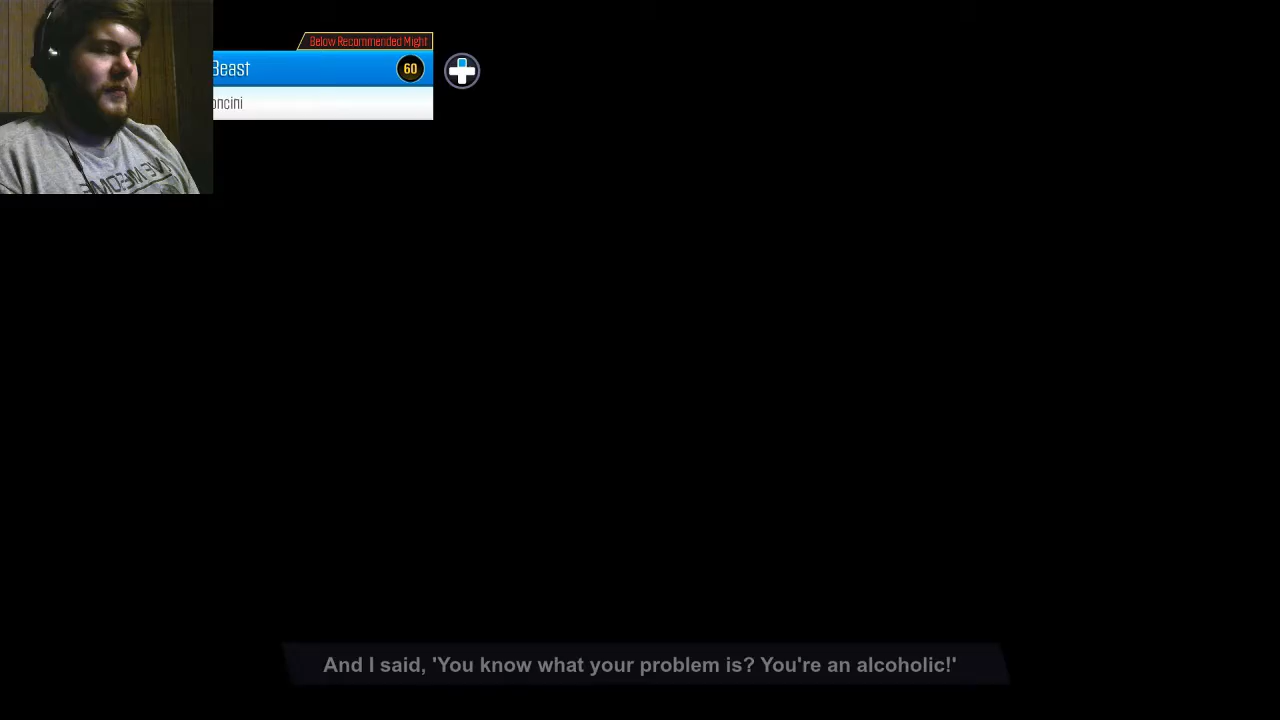 Below Recommended Might
Beast 60
oncini
And I said, 'You know what your problem is? You're an alcoholic!'